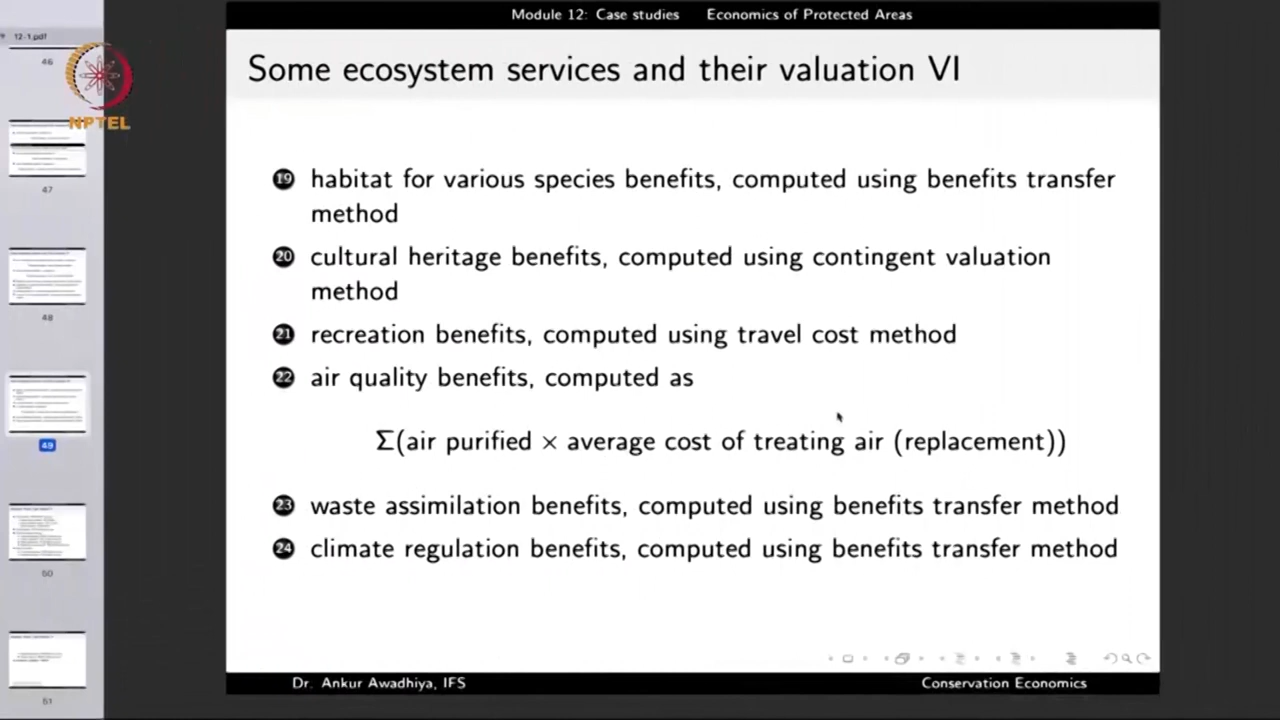 Module 12: Case studies Economics of Protected Areas
12-1.pdf
46
NPTEL
47
48
49
50
51
Some ecosystem services and their valuation VI
19 habitat for various species benefits, computed using benefits transfer
method
20 cultural heritage benefits, computed using contingent valuation
method
21 recreation benefits, computed using travel cost method
22 air quality benefits, computed as
Σ(air purified × average cost of treating air (replacement))
23 waste assimilation benefits, computed using benefits transfer method
24 climate regulation benefits, computed using benefits transfer method
Dr. Ankur Awadhiya, IFS Conservation Economics